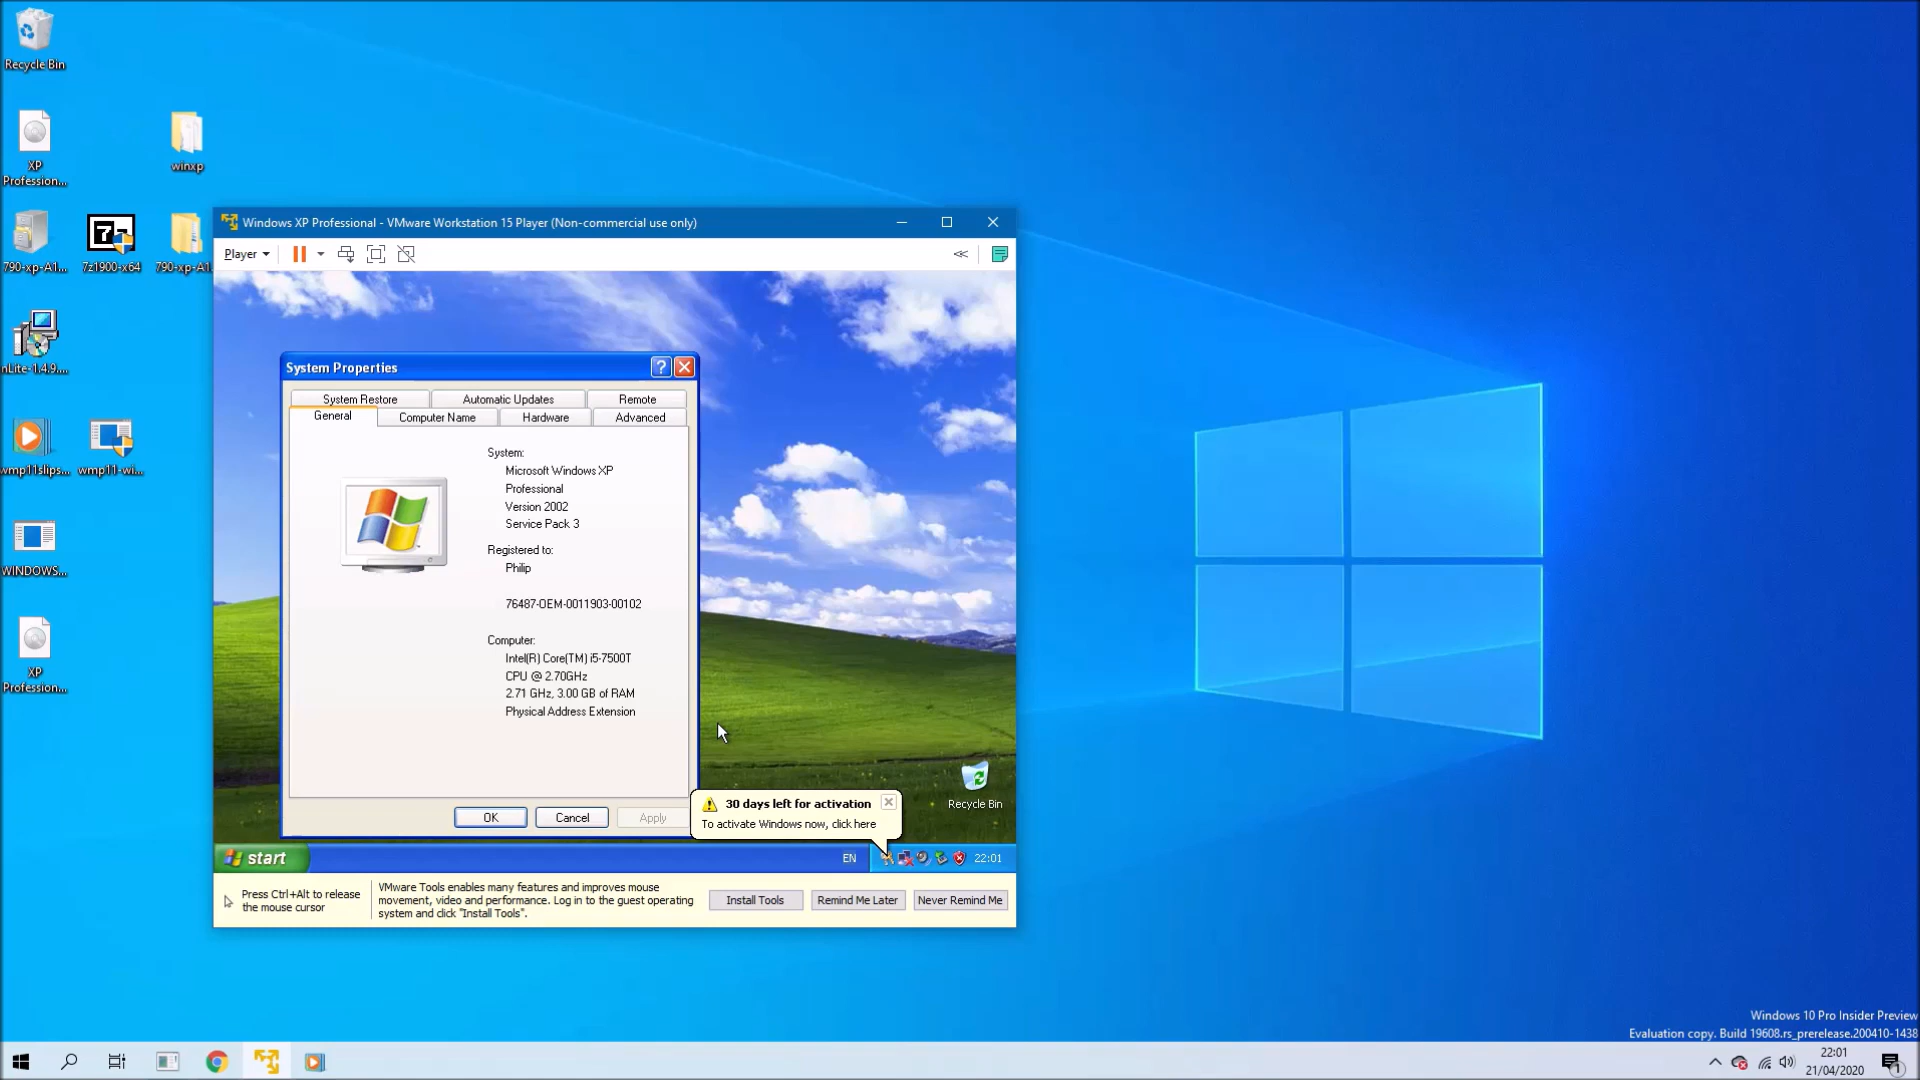 Recycle Bin
XP
Profession...
winxp
790-xp-A1...
7z1900-x64
790-xp-A1
nLite-1.4.9....
wmp11slips...
wmp11-wi...
WINDOWS...
XP
Profession...
Windows XP Professional - VMware Workstation 15 Player (Non-commercial use only)
Player
System Properties
System Restore
Automatic Updates
Remote
General
Computer Name
Hardware
Advanced
System:
Microsoft Windows XP
Professional
Version 2002
Service Pack 3
Registered to:
Philip
76487-OEM-0011903-00102
Computer:
Intel(R) Core(TM) i5-7500T
CPU @ 2.70GHz
2.71 GHz, 3.00 GB of RAM
Physical Address Extension
OK
Cancel
Apply
Recycle Bin
30 days left for activation
To activate Windows now, click here
start
EN
22:01
Press Ctrl+Alt to release
the mouse cursor
VMware Tools enables many features and improves mouse
movement, video and performance. Log in to the guest operating
system and click "Install Tools".
Install Tools
Remind Me Later
Never Remind Me
Windows 10 Pro Insider Preview
Evaluation copy. Build 19608.rs_prerelease.200410-1438
22:01
21/04/2020
1